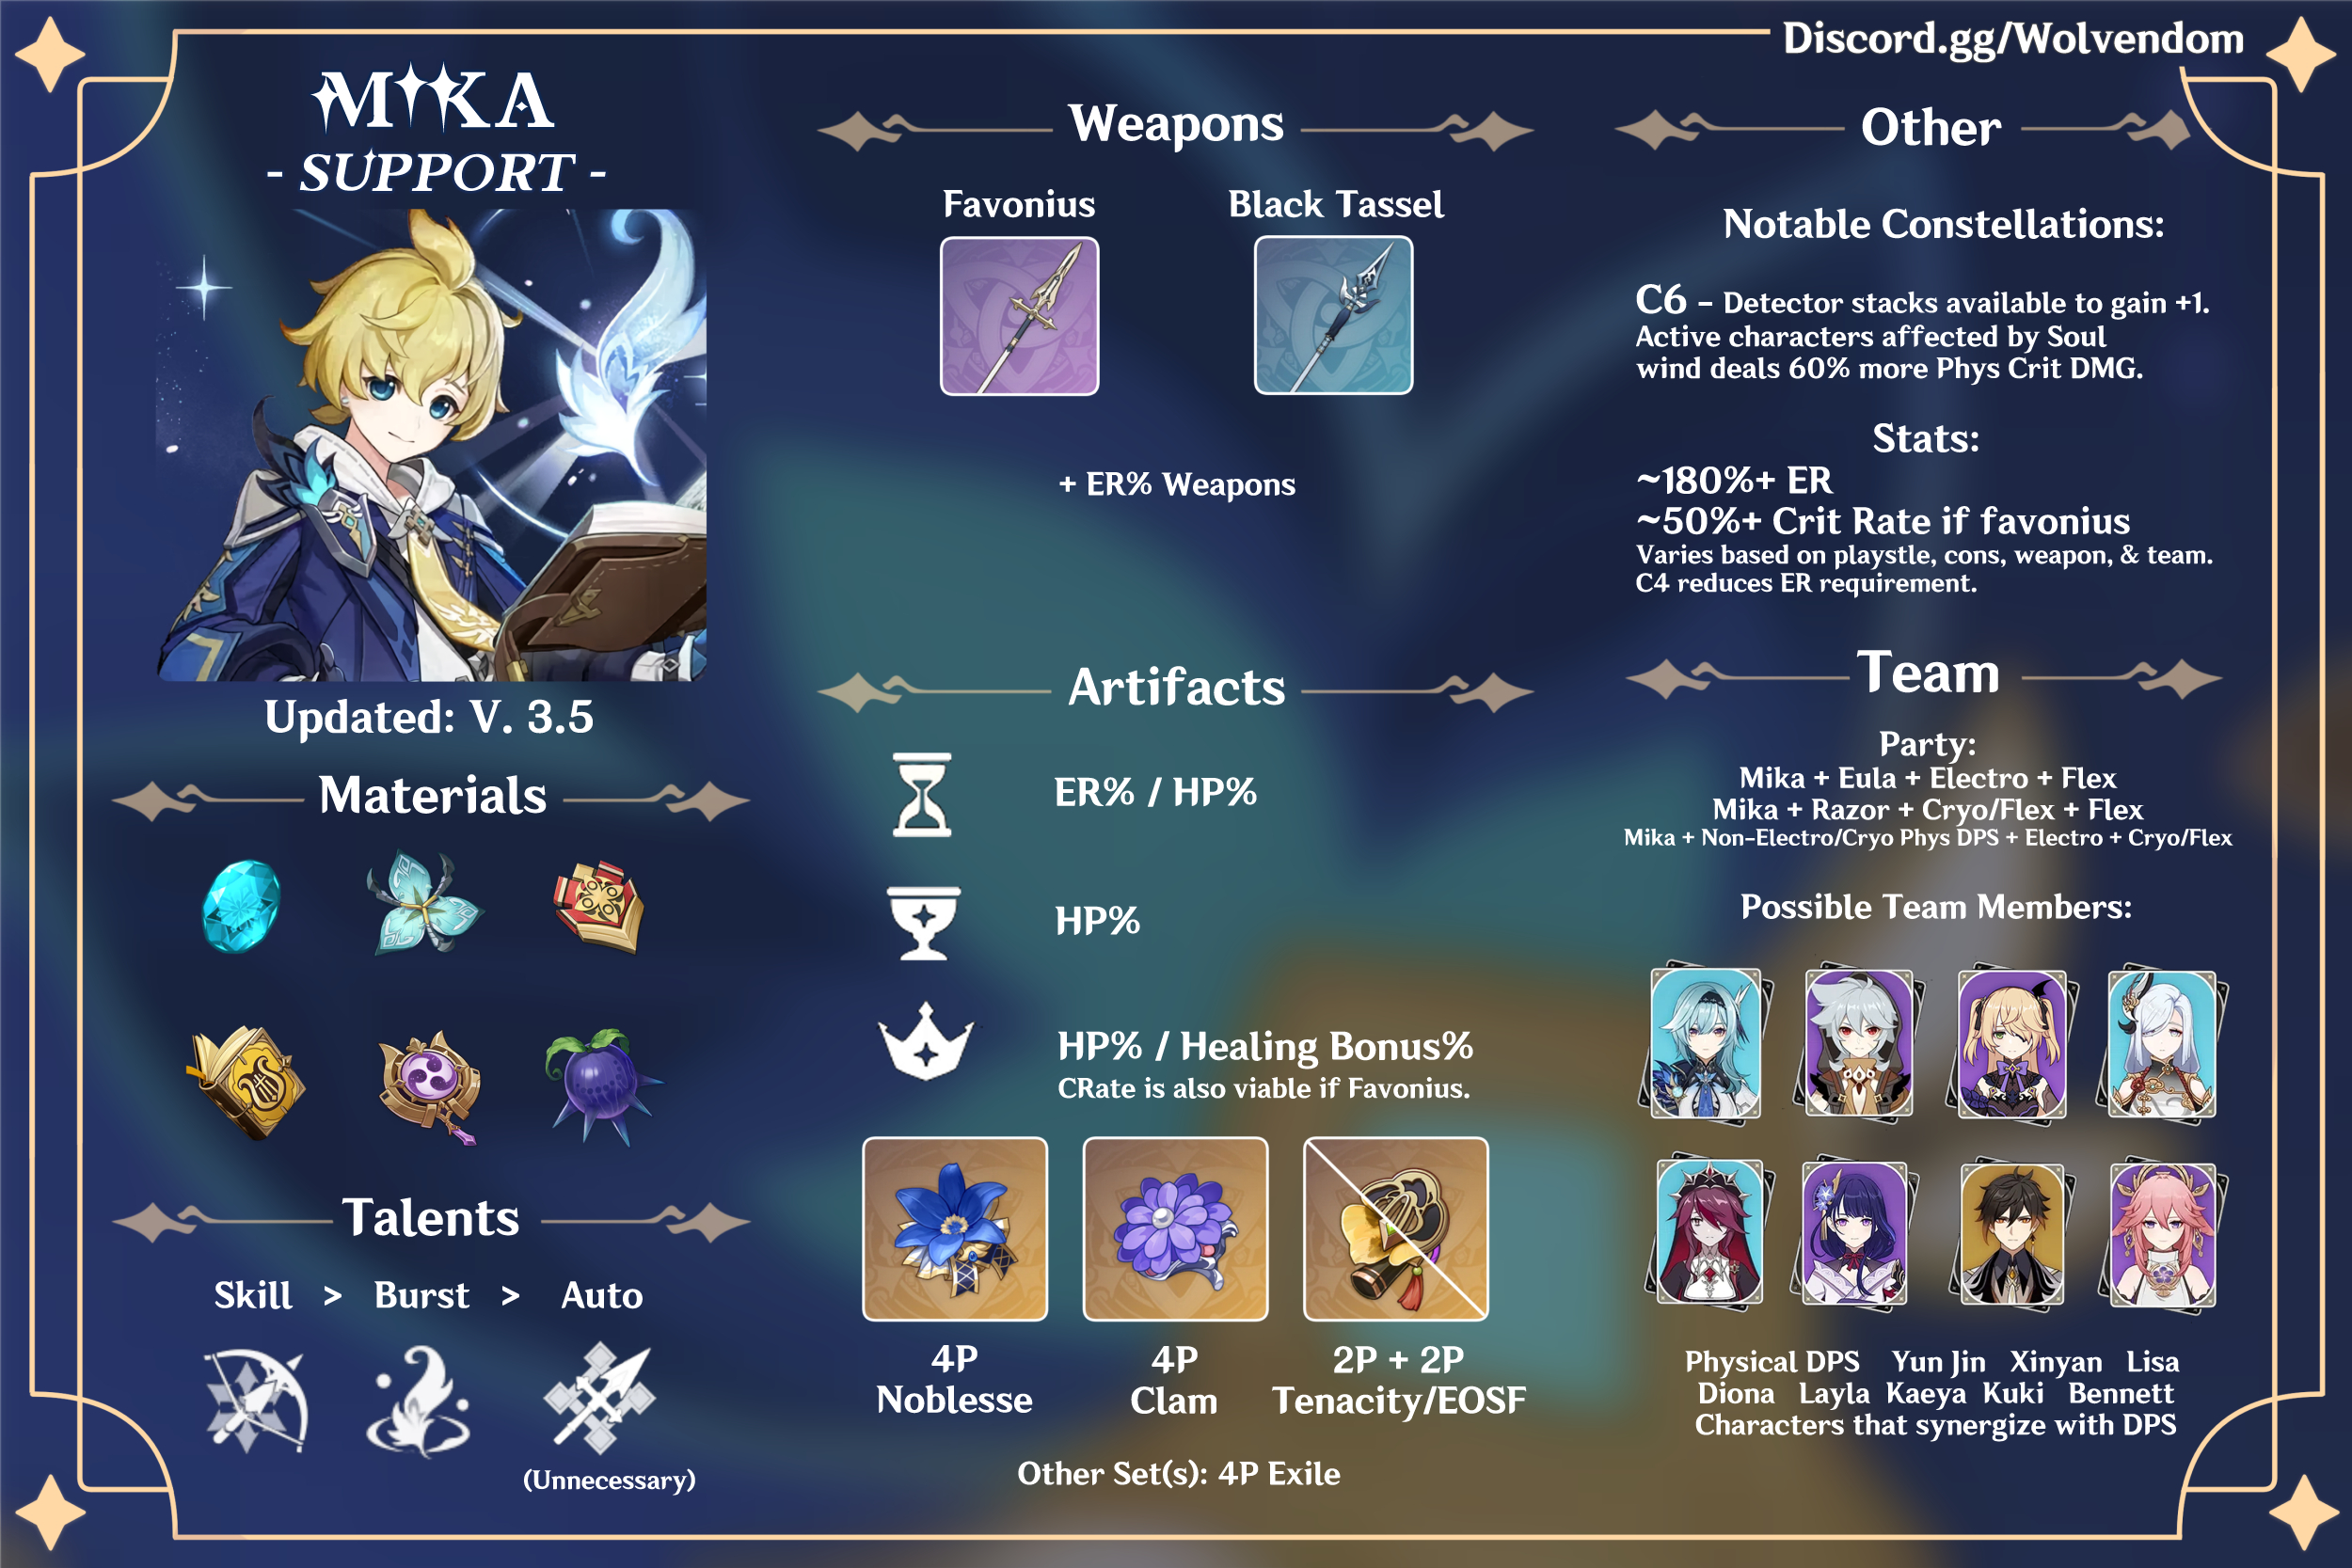 Discord.gg/Wolvendom
MIKA
- SUPPORT -
Updated: V. 3.5
Materials
Talents
Skill > Burst > Auto
(Unnecessary)
Weapons
Favonius
Black Tassel
+ ER% Weapons
Artifacts
ER% / HP%
HP%
HP% / Healing Bonus%
CRate is also viable if Favonius.
4P
Noblesse
4P
Clam
2P + 2P
Tenacity/EOSF
Other Set(s): 4P Exile
Other
Notable Constellations:
C6 - Detector stacks available to gain +1.
Active characters affected by Soul
wind deals 60% more Phys Crit DMG.
Stats:
~180%+ ER
~50%+ Crit Rate if favonius
Varies based on playstle, cons, weapon, & team.
C4 reduces ER requirement.
Team
Party:
Mika + Eula + Electro + Flex
Mika + Razor + Cryo/Flex + Flex
Mika + Non-Electro/Cryo Phys DPS + Electro + Cryo/Flex
Possible Team Members:
Physical DPS Yun Jin Xinyan Lisa
Diona Layla Kaeya Kuki Bennett
Characters that synergize with DPS